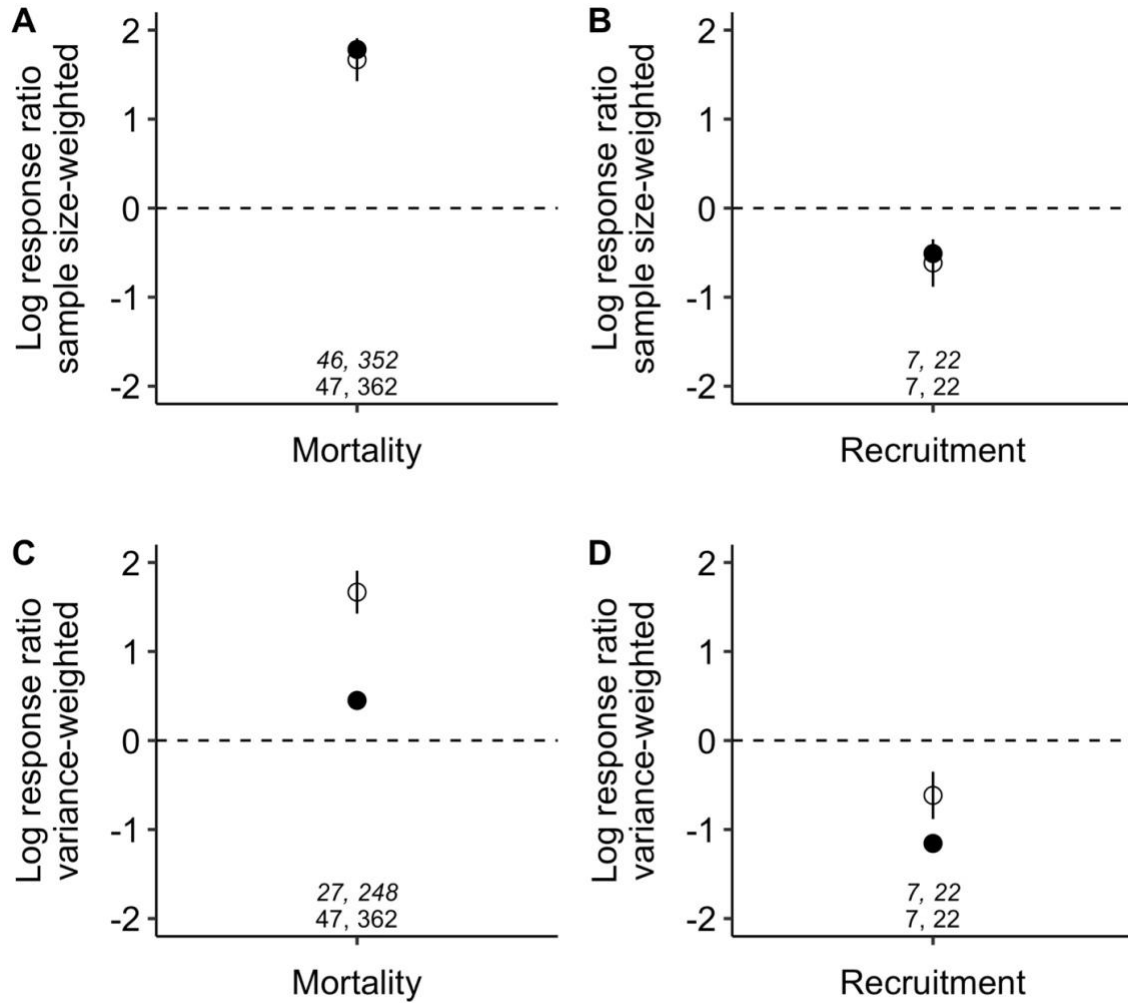 A
Log response ratio
sample size-weighted
2
1
0
-1
-2
46, 352
47, 362
Mortality
B
Log response ratio
sample size-weighted
2
1
0
-1
-2
7, 22
7, 22
Recruitment
C
Log response ratio
variance-weighted
2
1
0
-1
-2
27, 248
47, 362
Mortality
D
Log response ratio
variance-weighted
2
1
0
-1
-2
7, 22
7, 22
Recruitment